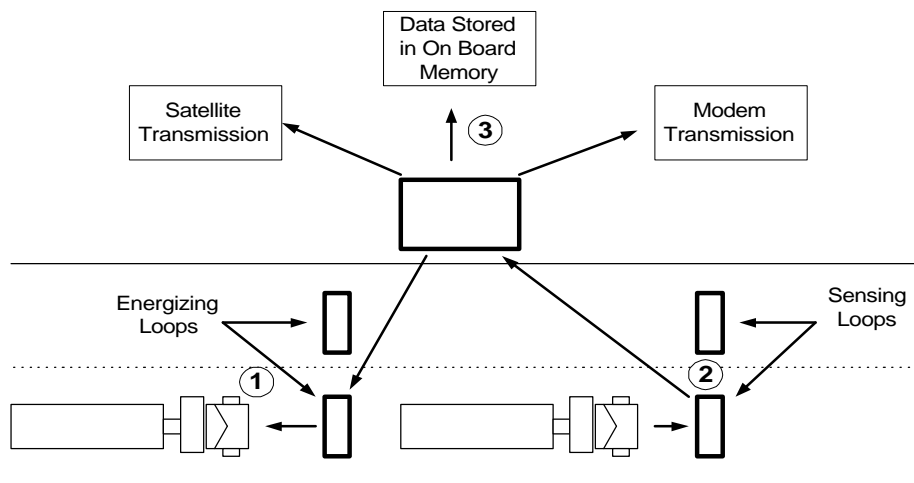 Data Stored
in On Board
Memory
Satellite
Transmission
3
Modem
Transmission
Energizing
Loops
Sensing
Loops
1
2